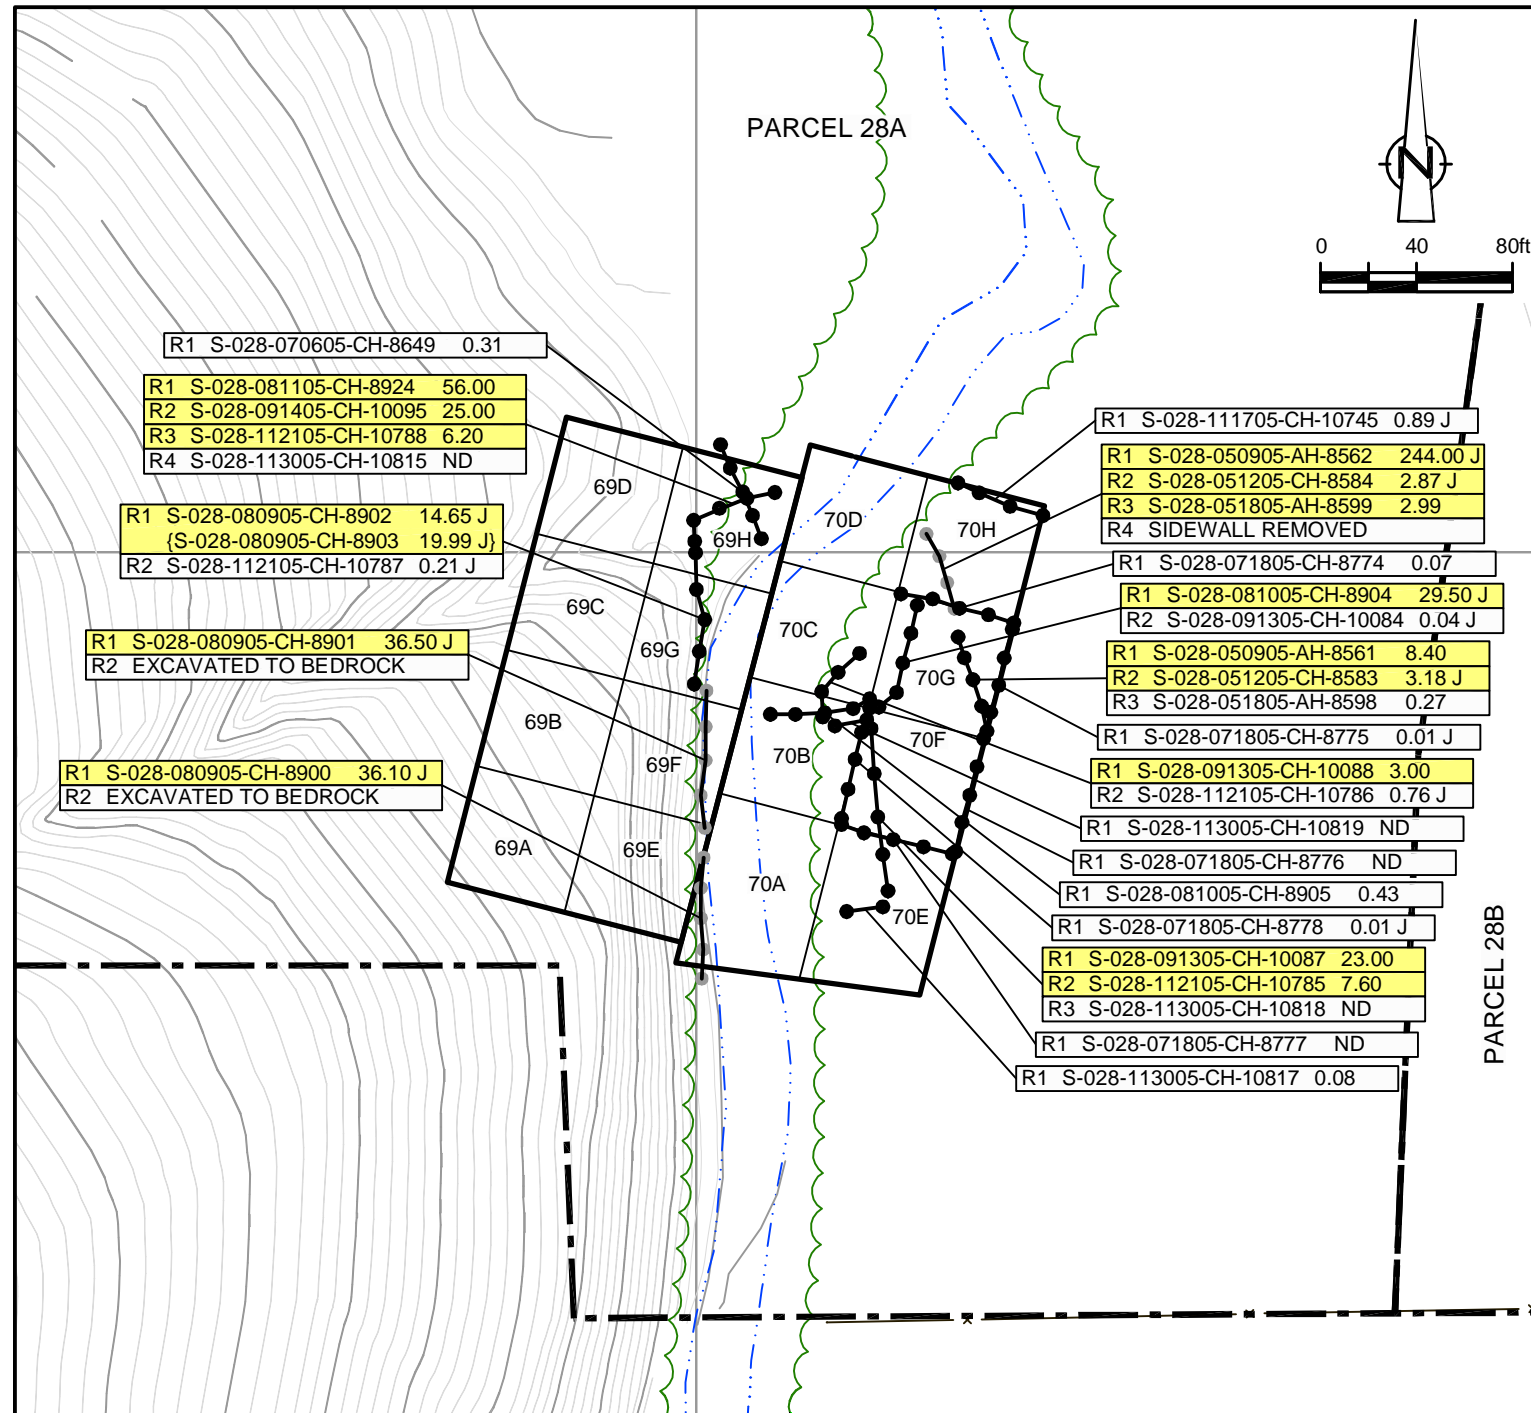 PARCEL 28A
N
0 40 80ft
R1 S-028-070605-CH-8649 0.31
R1 S-028-081105-CH-8924 56.00
R2 S-028-091405-CH-10095 25.00
R3 S-028-112105-CH-10788 6.20
R4 S-028-113005-CH-10815 ND
R1 S-028-080905-CH-8902 14.65 J
{S-028-080905-CH-8903 19.99 J}
R2 S-028-112105-CH-10787 0.21 J
R1 S-028-080905-CH-8901 36.50 J
R2 EXCAVATED TO BEDROCK
R1 S-028-080905-CH-8900 36.10 J
R2 EXCAVATED TO BEDROCK
69D
69H
69C
69G
69B
69F
69A
69E
70D
70H
70C
70G
70B
70F
70A
70E
R1 S-028-111705-CH-10745 0.89 J
R1 S-028-050905-AH-8562 244.00 J
R2 S-028-051205-CH-8584 2.87 J
R3 S-028-051805-AH-8599 2.99
R4 SIDEWALL REMOVED
R1 S-028-071805-CH-8774 0.07
R1 S-028-081005-CH-8904 29.50 J
R2 S-028-091305-CH-10084 0.04 J
R1 S-028-050905-AH-8561 8.40
R2 S-028-051205-CH-8583 3.18 J
R3 S-028-051805-AH-8598 0.27
R1 S-028-071805-CH-8775 0.01 J
R1 S-028-091305-CH-10088 3.00
R2 S-028-112105-CH-10786 0.76 J
R1 S-028-113005-CH-10819 ND
R1 S-028-071805-CH-8776 ND
R1 S-028-081005-CH-8905 0.43
R1 S-028-071805-CH-8778 0.01 J
R1 S-028-091305-CH-10087 23.00
R2 S-028-112105-CH-10785 7.60
R3 S-028-113005-CH-10818 ND
R1 S-028-071805-CH-8777 ND
R1 S-028-113005-CH-10817 0.08
PARCEL 28B